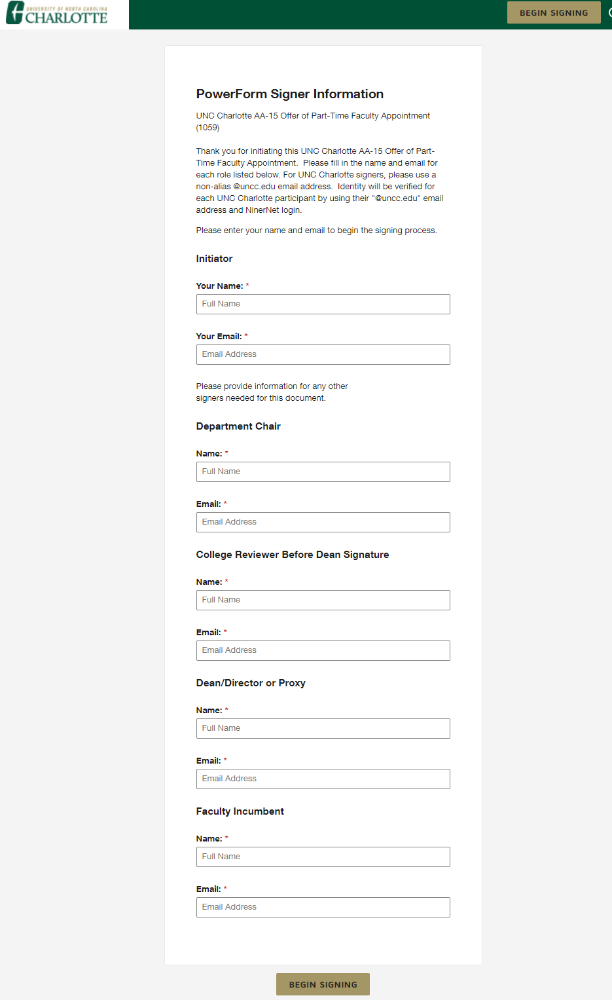 UNIVERSITY OF NORTH CAROLINA
CHARLOTTE
BEGIN SIGNING
PowerForm Signer Information
UNC Charlotte AA-15 Offer of Part-Time Faculty Appointment
(1059)
Thank you for initiating this UNC Charlotte AA-15 Offer of Part-
Time Faculty Appointment.  Please fill in the name and email for
each role listed below. For UNC Charlotte signers, please use a
non-alias @uncc.edu email address.  Identity will be verified for
each UNC Charlotte participant by using their "@uncc.edu" email
address and NinerNet login.
Please enter your name and email to begin the signing process.
Initiator
Your Name: *
Full Name
Your Email: *
Email Address
Please provide information for any other
signers needed for this document.
Department Chair
Name: *
Full Name
Email: *
Email Address
College Reviewer Before Dean Signature
Name: *
Full Name
Email: *
Email Address
Dean/Director or Proxy
Name: *
Full Name
Email: *
Email Address
Faculty Incumbent
Name: *
Full Name
Email: *
Email Address
BEGIN SIGNING